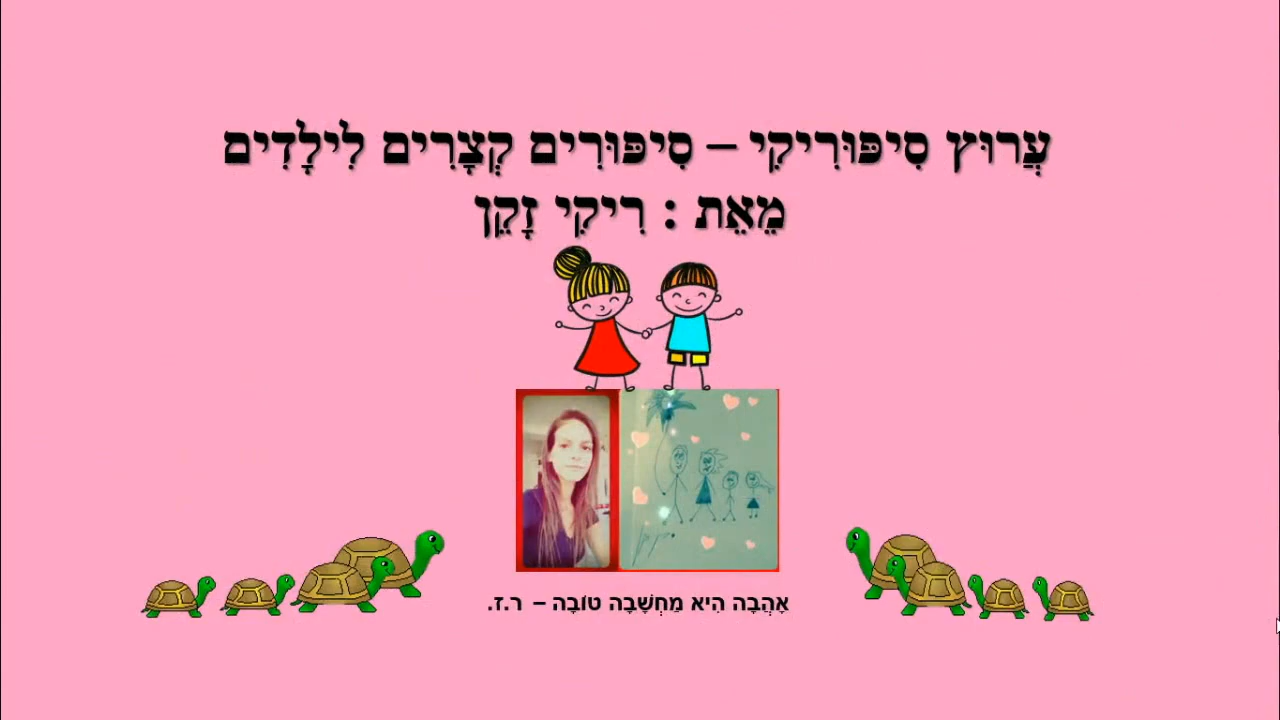 עֲרוּץ סִיפּוּרִיקִי – סִיפּוּרִים קְצָרִים לִילָדִים
מֵאֵת : רִיקִי זָקֵן
אָהֲבָה הִיא מַחְשָׁבָה טוֹבָה – ר.ז.